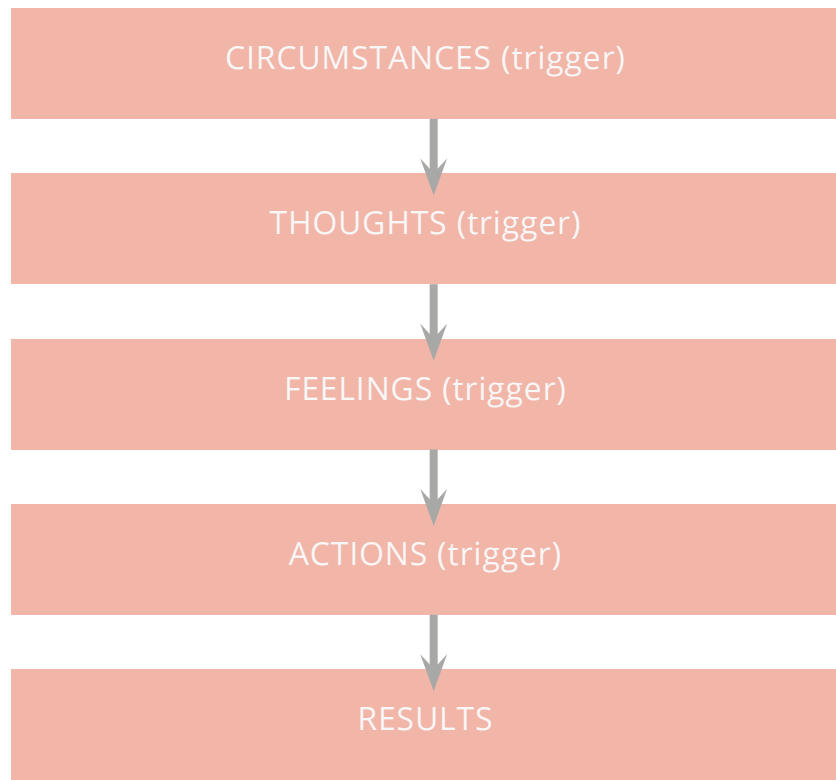 CIRCUMSTANCES (trigger)
THOUGHTS (trigger)
FEELINGS (trigger)
ACTIONS (trigger)
RESULTS